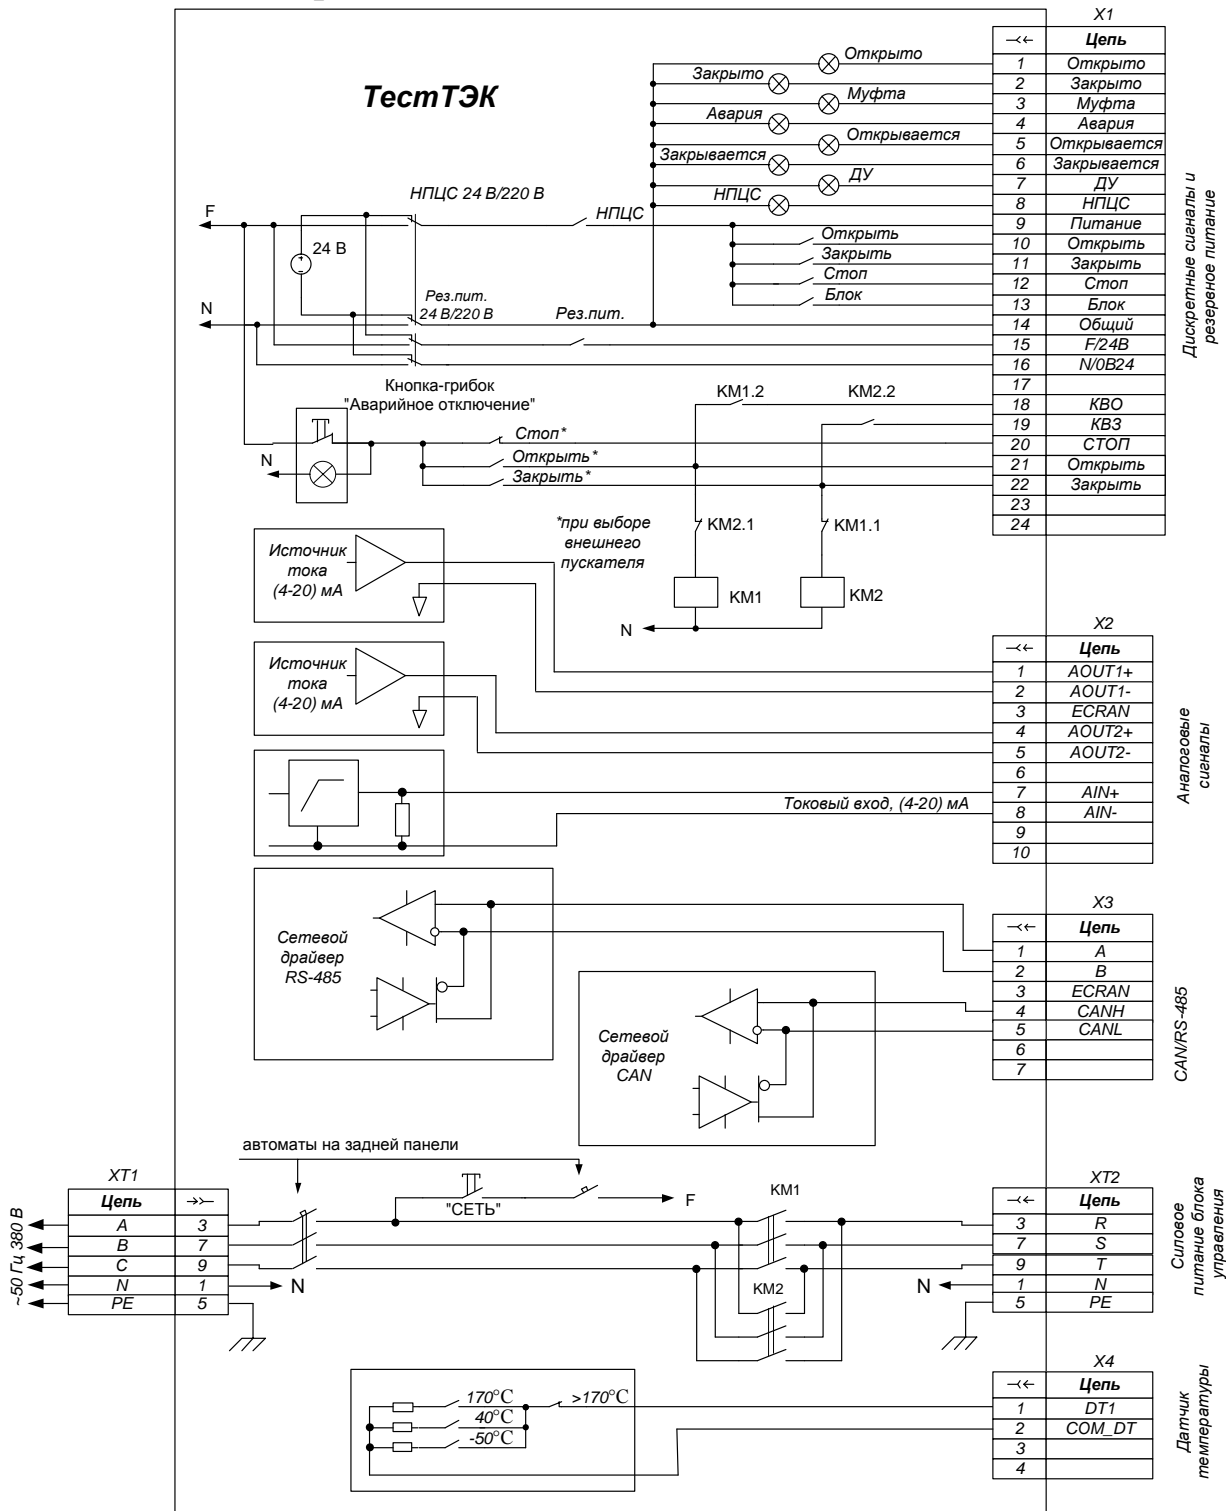 ТестТЭК
X1
Цепь
1 Открыто
2 Закрыто
3 Муфта
4 Авария
5 Открывается
6 Закрывается
7 ДУ
8 НПЦС
9 Питание
10 Открыть
11 Закрыть
12 Стоп
13 Блок
14 Общий
15 F/24В
16 N/0В24
17
18 КВО
19 КВЗ
20 СТОП
21 Открыть
22 Закрыть
23
24
Дискретные сигналы и
резервное питание
Открыто
Закрыто
Муфта
Авария
Открывается
Закрывается
ДУ
НПЦС
НПЦС 24 В/220 В
F
НПЦС
24 В
Открыть
Закрыть
Стоп
Блок
N
Рез.пит.
24 В/220 В
Рез.пит.
Кнопка-грибок
"Аварийное отключение"
N
КМ1.2
КМ2.2
Стоп*
Открыть*
Закрыть*
*при выборе
внешнего
пускателя
КМ2.1
КМ1.1
КМ1
КМ2
N
Источник
тока
(4-20) мА
Источник
тока
(4-20) мА
Токовый вход, (4-20) мА
X2
Цепь
1 AOUT1+
2 AOUT1-
3 ECRAN
4 AOUT2+
5 AOUT2-
6
7 AIN+
8 AIN-
9
10
Аналоговые
сигналы
Сетевой
драйвер
RS-485
Сетевой
драйвер
CAN
X3
Цепь
1 A
2 B
3 ECRAN
4 CANH
5 CANL
6
7
CAN/RS-485
автоматы на задней панели
XT1
Цепь
A 3
B 7
C 9
N 1
PE 5
~50 Гц 380 В
N
"СЕТЬ"
F
КМ1
КМ2
XT2
Цепь
3 R
7 S
9 T
1 N
5 PE
N
Силовое
питание блока
управления
170°C
40°C
-50°C
>170°C
X4
Цепь
1 DT1
2 COM_DT
3
4
Датчик
температуры